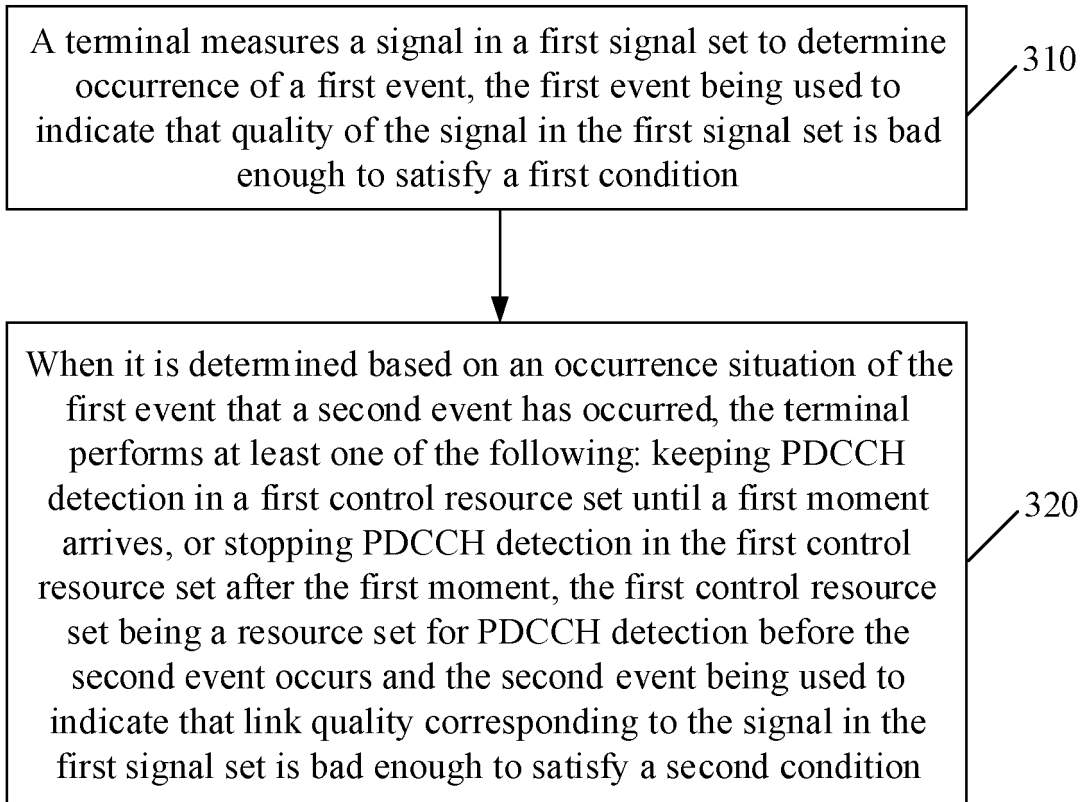 A terminal measures a signal in a first signal set to determine
occurrence of a first event, the first event being used to
indicate that quality of the signal in the first signal set is bad
enough to satisfy a first condition
310
When it is determined based on an occurrence situation of the
first event that a second event has occurred, the terminal
performs at least one of the following: keeping PDCCH
detection in a first control resource set until a first moment
arrives, or stopping PDCCH detection in the first control
resource set after the first moment, the first control resource
set being a resource set for PDCCH detection before the
second event occurs and the second event being used to
indicate that link quality corresponding to the signal in the
first signal set is bad enough to satisfy a second condition
320